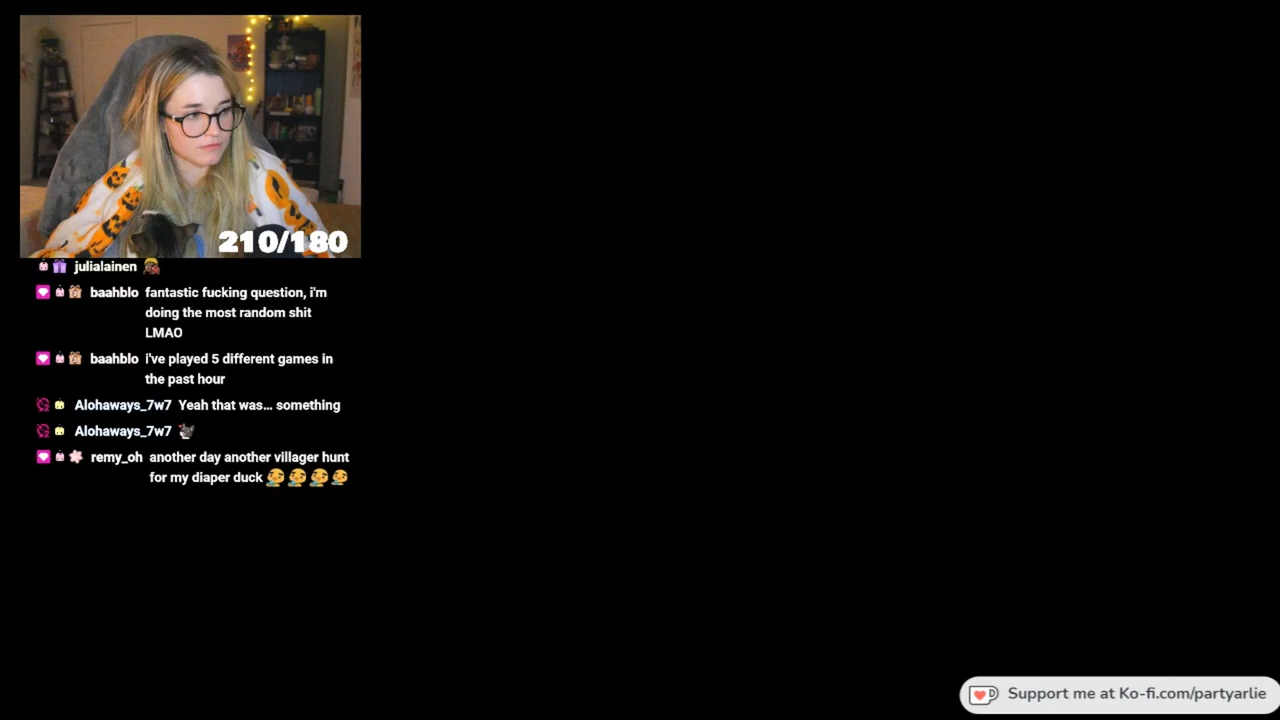 210/180
julialainen
baahblo fantastic fucking question, i'm
doing the most random shit
LMAO
baahblo i've played 5 different games in
the past hour
Alohaways_7w7 Yeah that was... something
Alohaways_7w7
remy_oh another day another villager hunt
for my diaper duck
Support me at Ko-fi.com/partyarlie